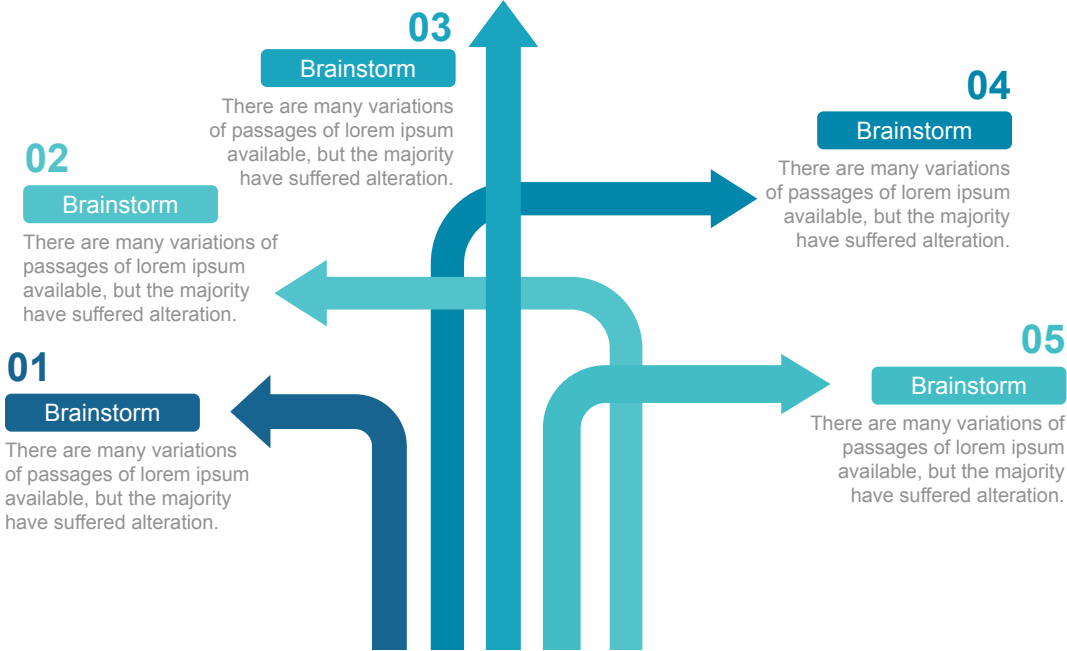 01
Brainstorm
There are many variations
of passages of lorem ipsum
available, but the majority
have suffered alteration.
02
Brainstorm
There are many variations of
passages of lorem ipsum
available, but the majority
have suffered alteration.
03
Brainstorm
There are many variations
of passages of lorem ipsum
available, but the majority
have suffered alteration.
04
Brainstorm
There are many variations
of passages of lorem ipsum
available, but the majority
have suffered alteration.
05
Brainstorm
There are many variations of
passages of lorem ipsum
available, but the majority
have suffered alteration.